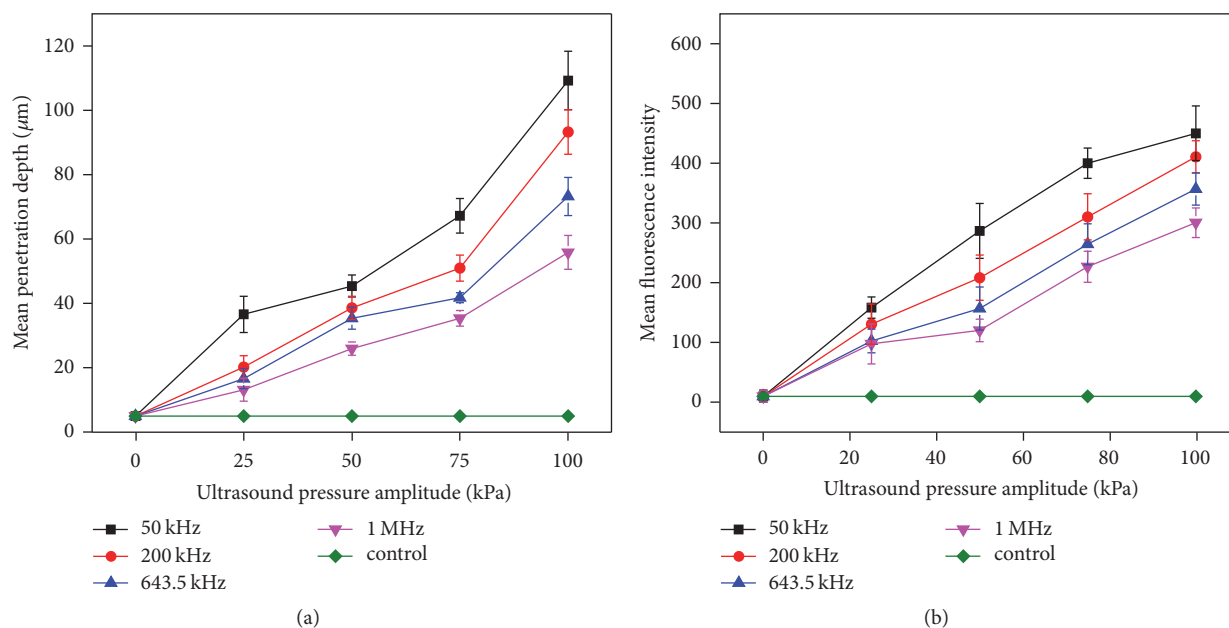 120
100
80
60
40
20
0
Mean penetration depth (μm)
0 25 50 75 100
Ultrasound pressure amplitude (kPa)
50 kHz
200 kHz
643.5 kHz
1 MHz
control
(a)
600
500
400
300
200
100
0
Mean fluorescence intensity
0 20 40 60 80 100
Ultrasound pressure amplitude (kPa)
50 kHz
200 kHz
643.5 kHz
1 MHz
control
(b)